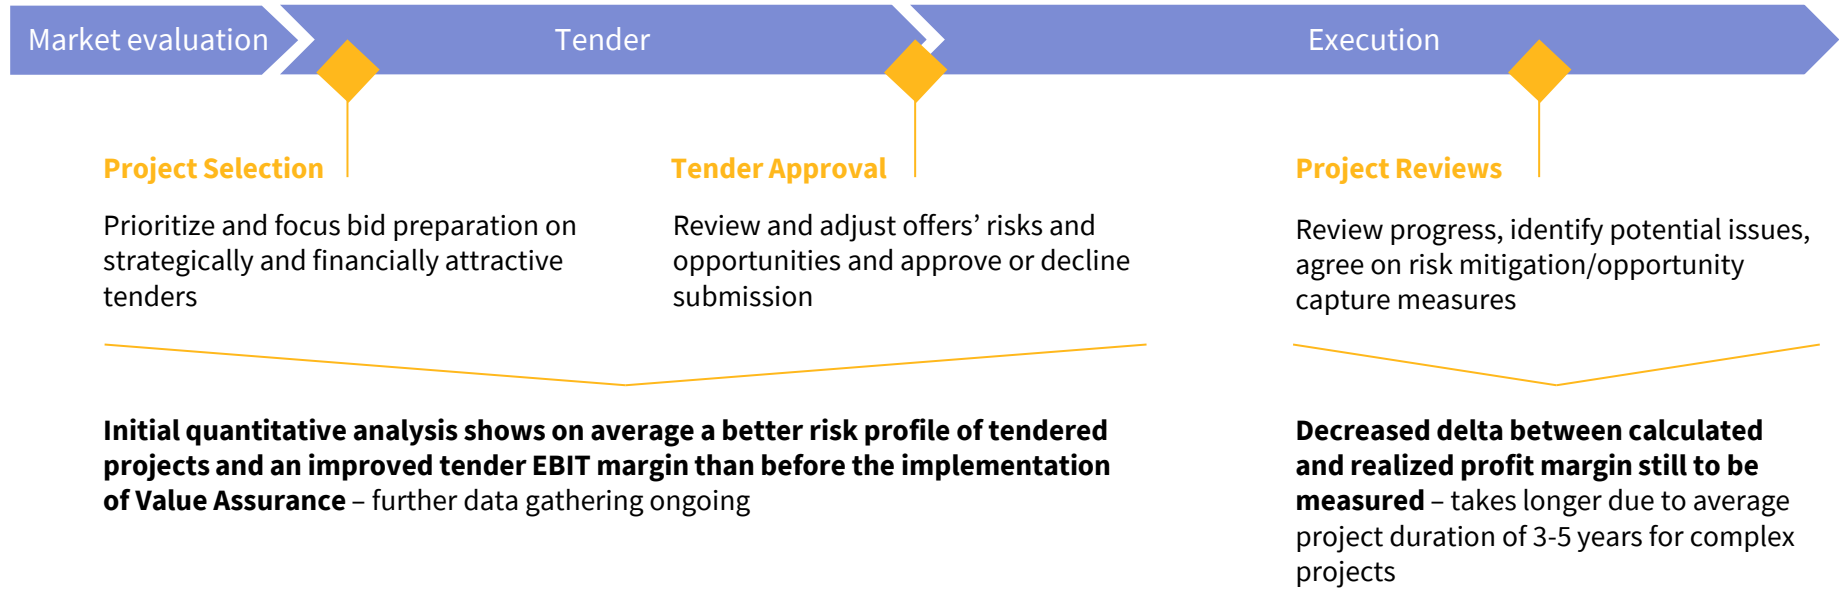 Market evaluation
Tender
Execution
Project Selection
Prioritize and focus bid preparation on
strategically and financially attractive
tenders
Tender Approval
Review and adjust offers’ risks and
opportunities and approve or decline
submission
Project Reviews
Review progress, identify potential issues,
agree on risk mitigation/opportunity
capture measures
Initial quantitative analysis shows on average a better risk profile of tendered
projects and an improved tender EBIT margin than before the implementation
of Value Assurance – further data gathering ongoing
Decreased delta between calculated
and realized profit margin still to be
measured – takes longer due to average
project duration of 3-5 years for complex
projects